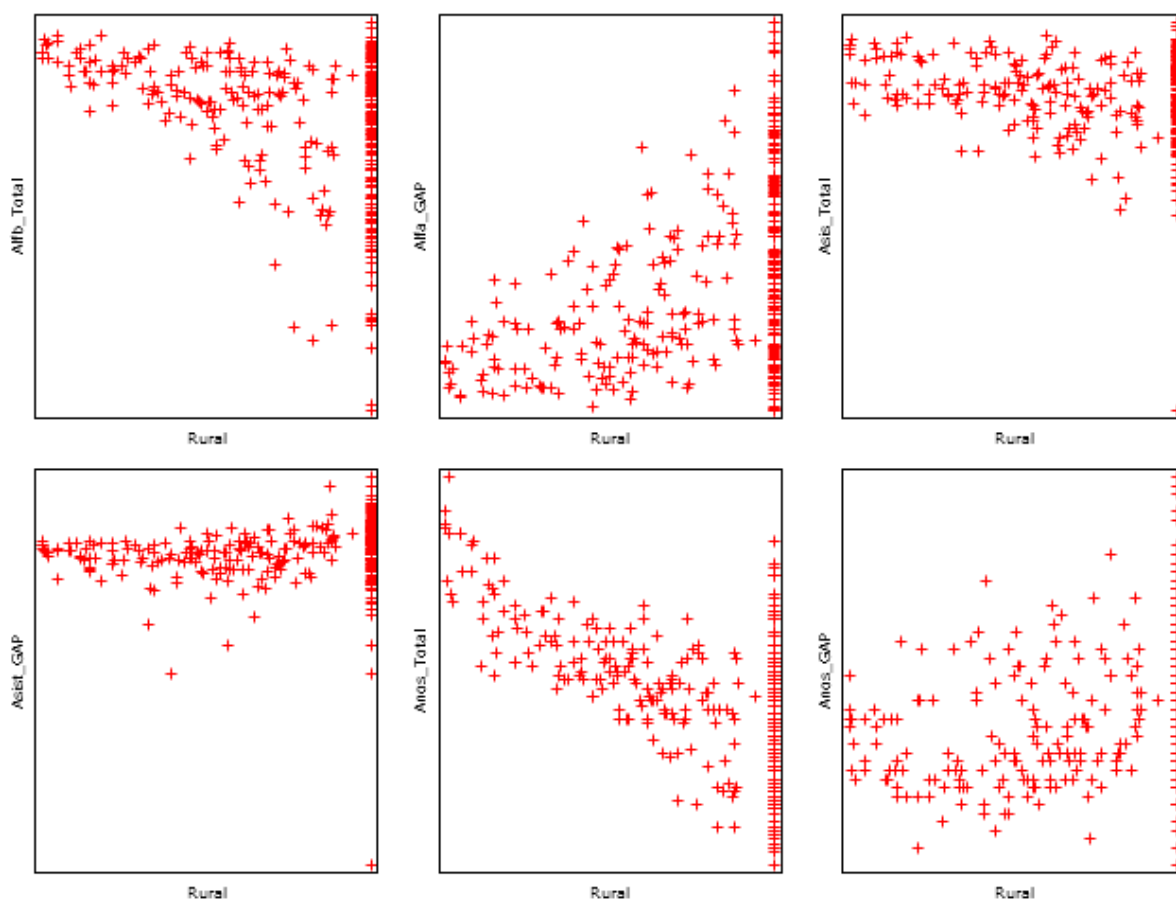 Alfb_Total
Rural
Alfa_GAP
Rural
Asis_Total
Rural
Asist_GAP
Rural
Anos_Total
Rural
Anos_GAP
Rural